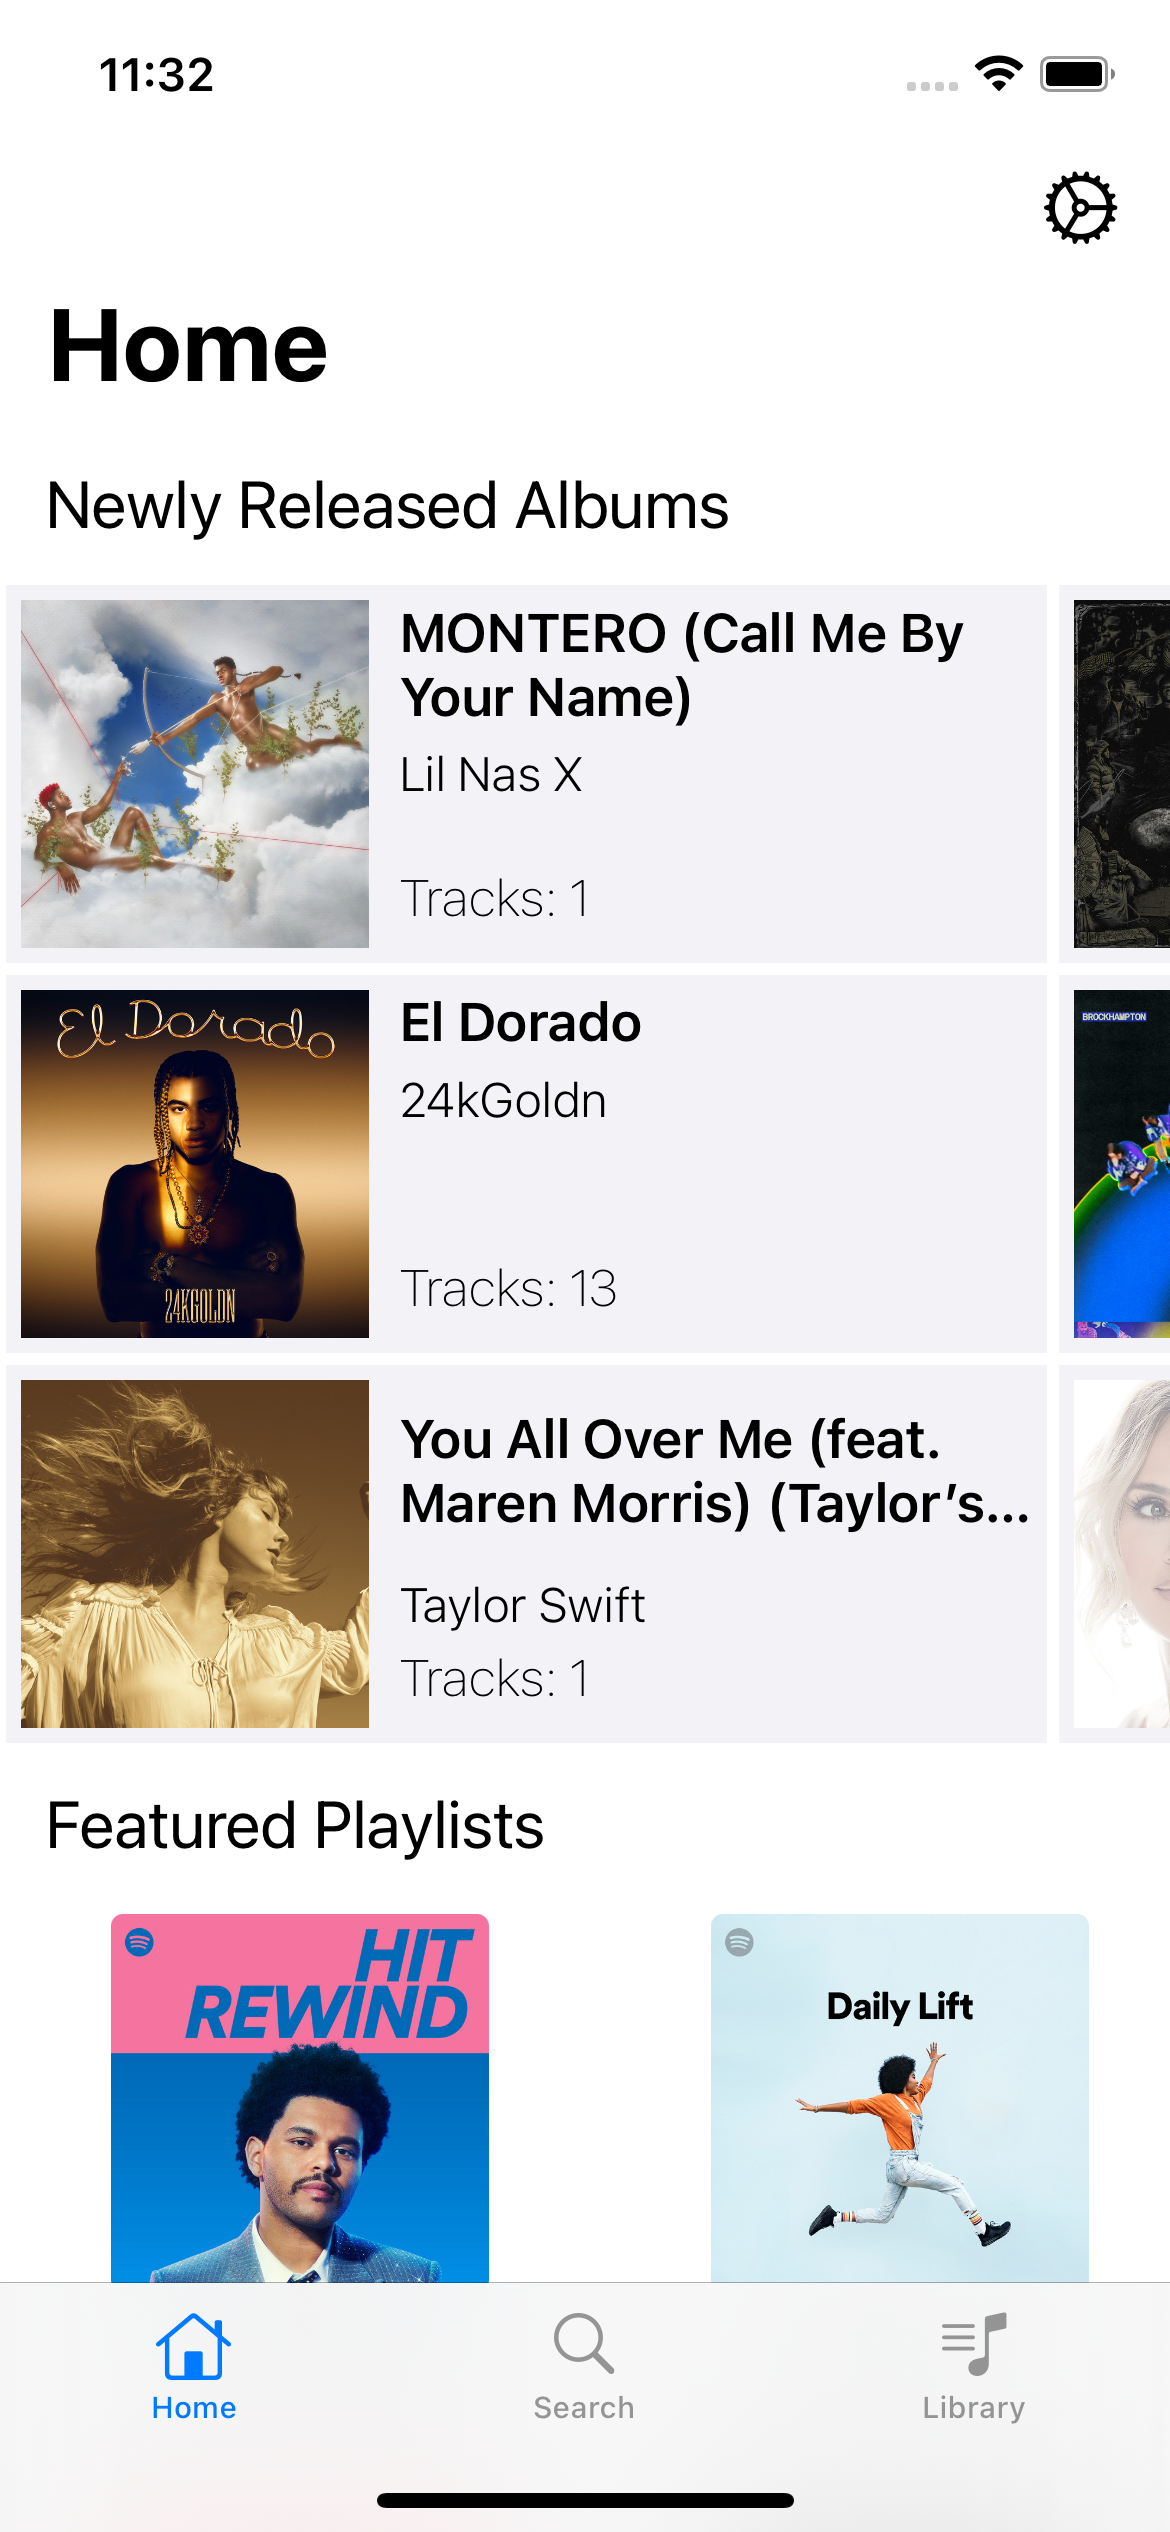 11:32
Home
Newly Released Albums
MONTERO (Call Me By
Your Name)
Lil Nas X
Tracks: 1
El Dorado
24KGOLDN
El Dorado
24kGoldn
Tracks: 13
BROCKHAMPTON
You All Over Me (feat.
Maren Morris) (Taylor’s...
Taylor Swift
Tracks: 1
Featured Playlists
HIT
REWIND
Daily Lift
Home
Search
Library